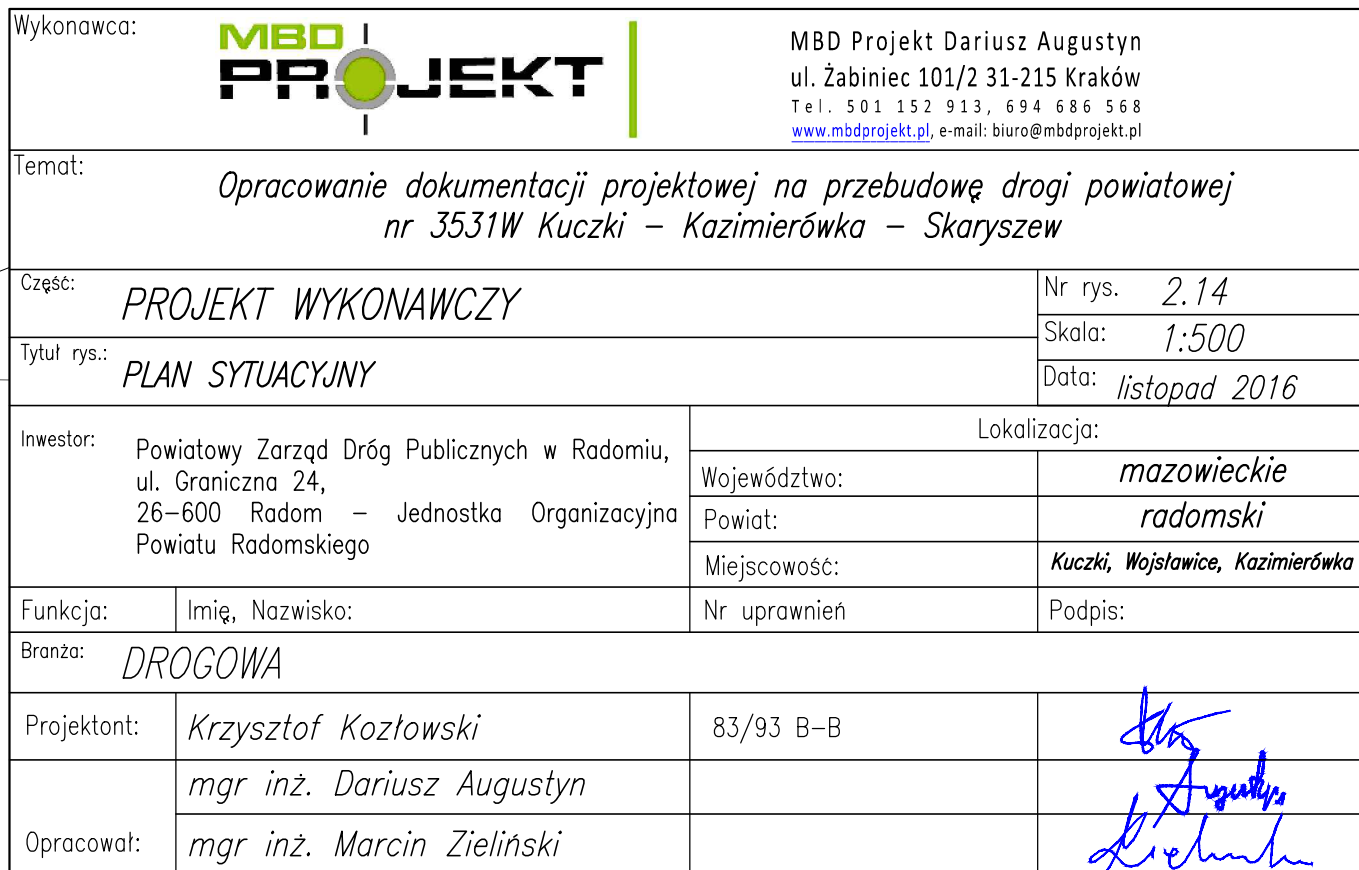 Wykonawca:
MBD
PROJEKT
MBD Projekt Dariusz Augustyn
ul. Żabiniec 101/2 31-215 Kraków
Tel. 501 152 913, 694 686 568
www.mbdprojekt.pl, e-mail: biuro@mbdprojekt.pl
Temat:
Opracowanie dokumentacji projektowej na przebudowę drogi powiatowej
nr 3531W Kuczki – Kazimierówka – Skaryszew
Część: PROJEKT WYKONAWCZY
Nr rys. 2.14
Skala: 1:500
Tytuł rys.: PLAN SYTUACYJNY
Data: listopad 2016
Inwestor:
Powiatowy Zarząd Dróg Publicznych w Radomiu,
ul. Graniczna 24,
26–600 Radom – Jednostka Organizacyjna
Powiatu Radomskiego
Lokalizacja:
Województwo: mazowieckie
Powiat: radomski
Miejscowość: Kuczki, Wojsławice, Kazimierówka
Funkcja: Imię, Nazwisko: Nr uprawnień Podpis:
Branża: DROGOWA
Projektont: Krzysztof Kozłowski 83/93 B–B
mgr inż. Dariusz Augustyn Augustyn
Opracował: mgr inż. Marcin Zieliński